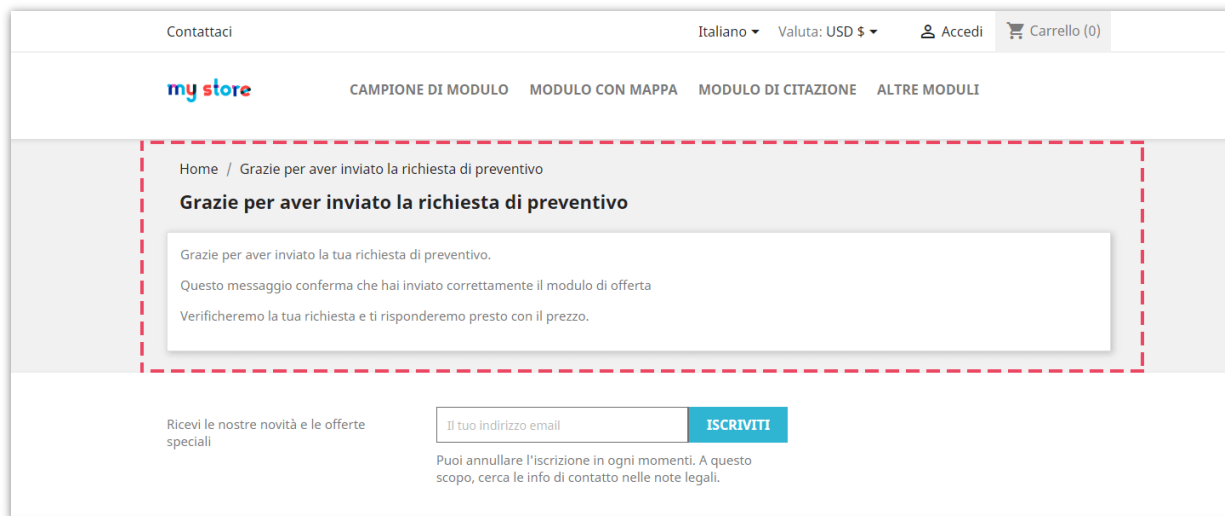 Contattaci
Italiano
Valuta: USD $
Accedi
Carrello (0)
my store
CAMPIONE DI MODULO
MODULO CON MAPPA
MODULO DI CITAZIONE
ALTRE MODULI
Home / Grazie per aver inviato la richiesta di preventivo
Grazie per aver inviato la richiesta di preventivo
Grazie per aver inviato la tua richiesta di preventivo.
Questo messaggio conferma che hai inviato correttamente il modulo di offerta
Verificheremo la tua richiesta e ti risponderemo presto con il prezzo.
Ricevi le nostre novità e le offerte
speciali
Il tuo indirizzo email
ISCRIVITI
Puoi annullare l'iscrizione in ogni momenti. A questo
scopo, cerca le info di contatto nelle note legali.